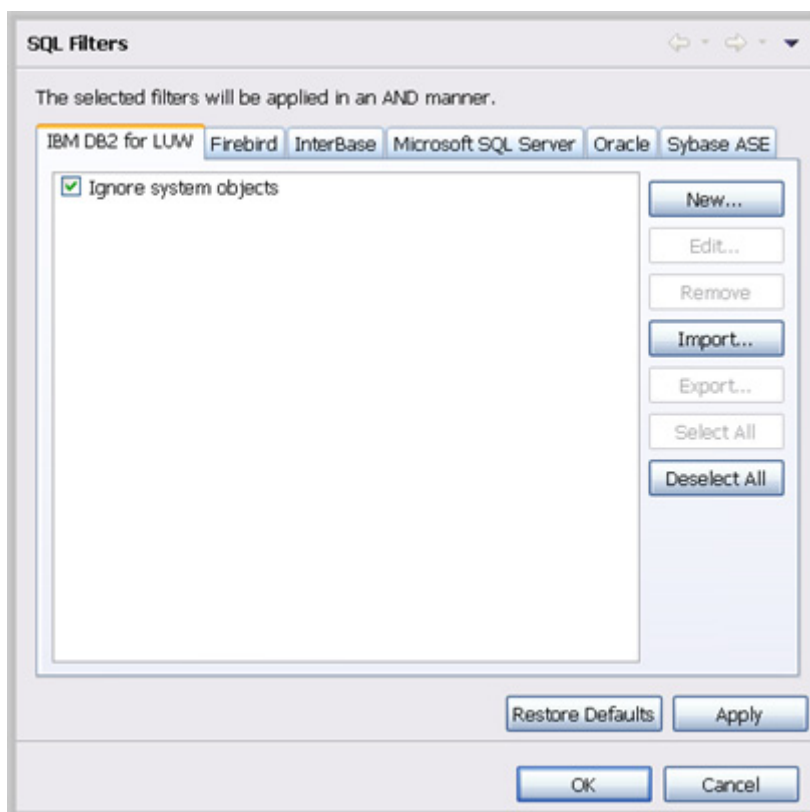 SQL Filters
The selected filters will be applied in an AND manner.
IBM DB2 for LUW Firebird InterBase Microsoft SQL Server Oracle Sybase ASE
Ignore system objects
New...
Edit...
Remove
Import...
Export...
Select All
Deselect All
Restore Defaults Apply
OK Cancel